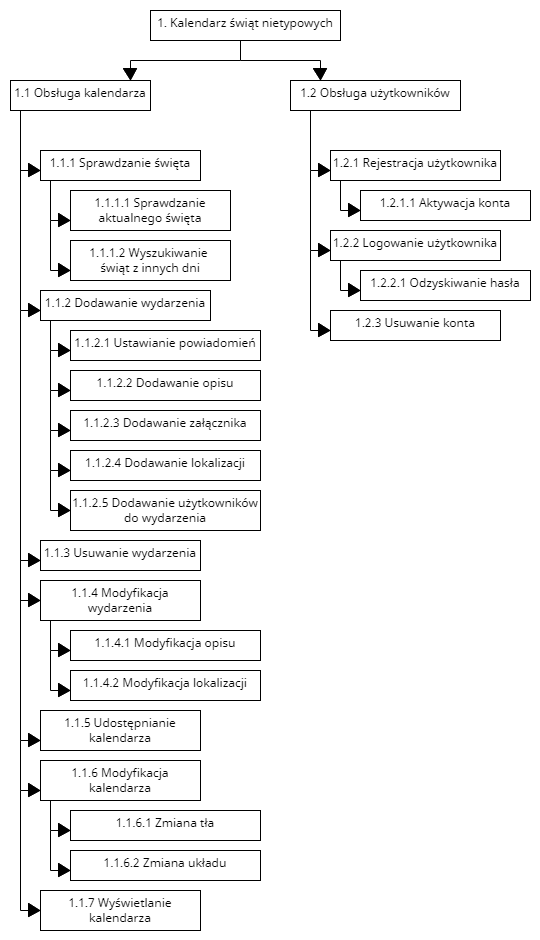 1. Kalendarz świąt nietypowych
1.1 Obsługa kalendarza
1.1.1 Sprawdzanie święta
1.1.1.1 Sprawdzanie
aktualnego święta
1.1.1.2 Wyszukiwanie
świąt z innych dni
1.1.2 Dodawanie wydarzenia
1.1.2.1 Ustawianie powiadomień
1.1.2.2 Dodawanie opisu
1.1.2.3 Dodawanie załącznika
1.1.2.4 Dodawanie lokalizacji
1.1.2.5 Dodawanie użytkowników
do wydarzenia
1.1.3 Usuwanie wydarzenia
1.1.4 Modyfikacja
wydarzenia
1.1.4.1 Modyfikacja opisu
1.1.4.2 Modyfikacja lokalizacji
1.1.5 Udostępnianie
kalendarza
1.1.6 Modyfikacja
kalendarza
1.1.6.1 Zmiana tła
1.1.6.2 Zmiana układu
1.1.7 Wyświetlanie
kalendarza
1.2 Obsługa użytkowników
1.2.1 Rejestracja użytkownika
1.2.1.1 Aktywacja konta
1.2.2 Logowanie użytkownika
1.2.2.1 Odzyskiwanie hasła
1.2.3 Usuwanie konta